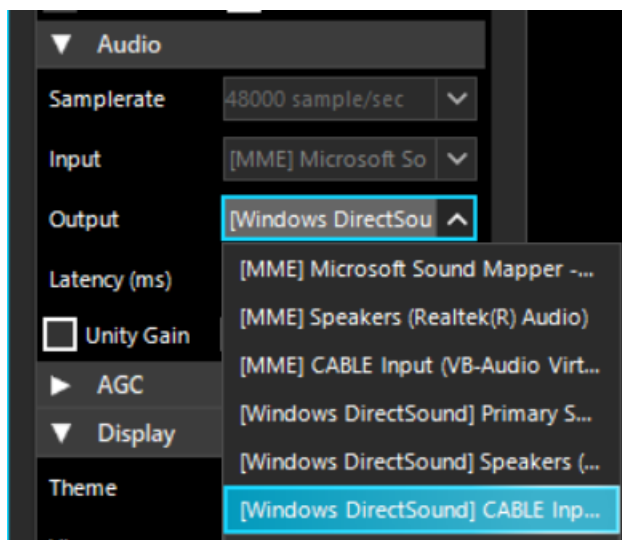 Audio
Samplerate 48000 sample/sec
Input [MME] Microsoft So
Output [Windows DirectSou
Latency (ms)
[MME] Microsoft Sound Mapper -...
[MME] Speakers (Realtek(R) Audio)
Unity Gain
[MME] CABLE Input (VB-Audio Virt...
AGC
[Windows DirectSound] Primary S...
Display
[Windows DirectSound] Speakers (...
Theme
[Windows DirectSound] CABLE Inp...